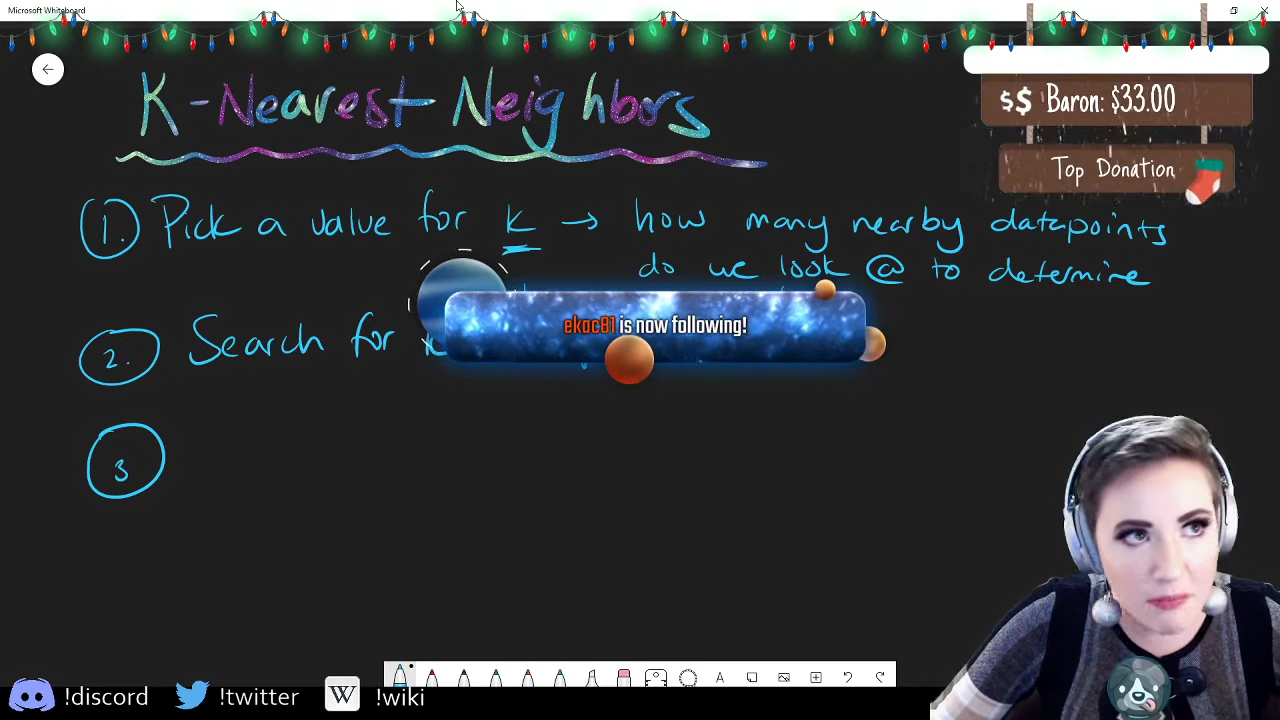 Microsoft Whiteboard
K-Nearest Neighbors
$$ Baron: $33.00
Top Donation
1. Pick a value for k → how many nearby datapoints
do we look @ to determine
ekac81 is now following!
2. Search for
3
!discord
!twitter
W !wiki